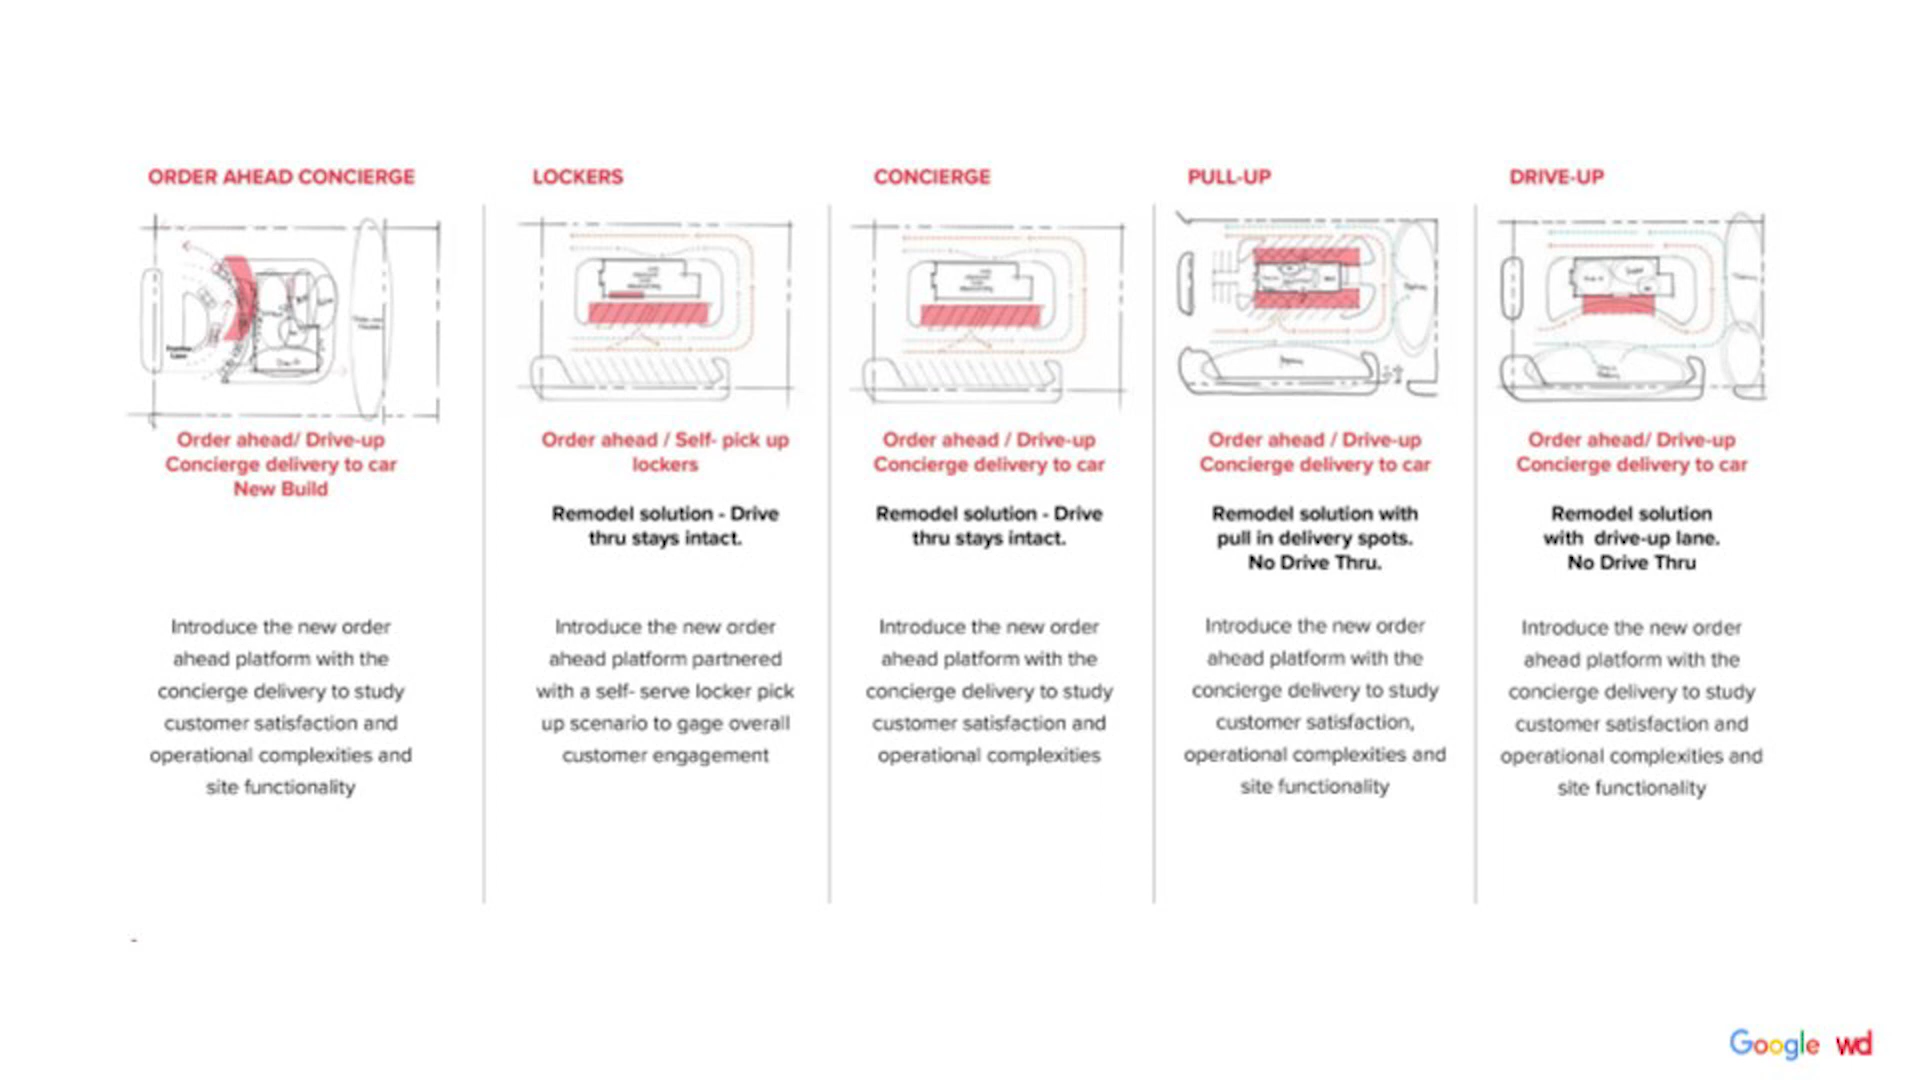 ORDER AHEAD CONCIERGE
Order ahead/ Drive-up
Concierge delivery to car
New Build
Introduce the new order
ahead platform with the
concierge delivery to study
customer satisfaction and
operational complexities and
site functionality
LOCKERS
Order ahead / Self- pick up
lockers
Remodel solution - Drive
thru stays intact.
Introduce the new order
ahead platform partnered
with a self- serve locker pick
up scenario to gage overall
customer engagement
CONCIERGE
Order ahead / Drive-up
Concierge delivery to car
Remodel solution - Drive
thru stays intact.
Introduce the new order
ahead platform with the
concierge delivery to study
customer satisfaction and
operational complexities
PULL-UP
Order ahead / Drive-up
Concierge delivery to car
Remodel solution with
pull in delivery spots.
No Drive Thru.
Introduce the new order
ahead platform with the
concierge delivery to study
customer satisfaction,
operational complexities and
site functionality
DRIVE-UP
Order ahead/ Drive-up
Concierge delivery to car
Remodel solution
with drive-up lane.
No Drive Thru
Introduce the new order
ahead platform with the
concierge delivery to study
customer satisfaction and
operational complexities and
site functionality
-
Google wd